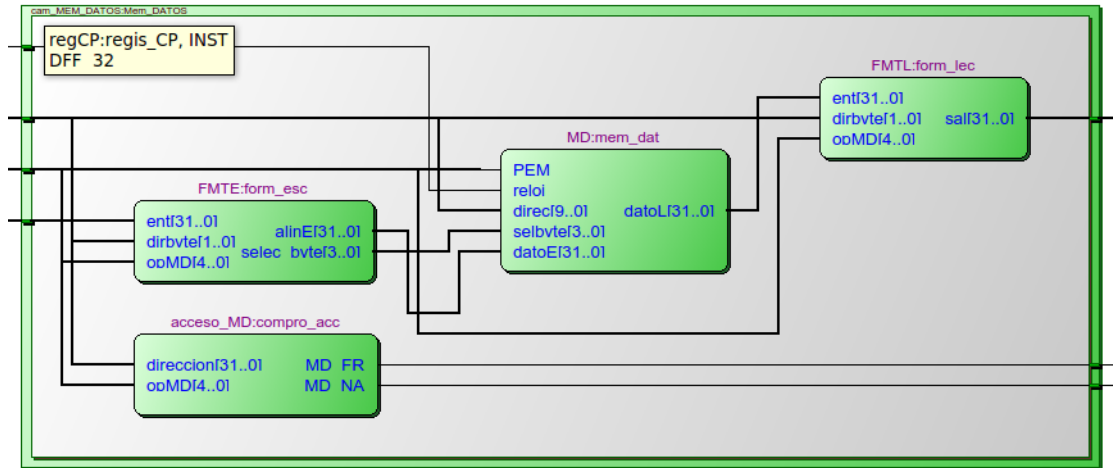 cam_MEM_DATOS:Mem_DATOS
regCP:regis_CP, INST
DFF 32
FMTL:form_lec
ent[31..0]
dirbyte[1..0] sal[31..0]
opMD[4..0]
MD:mem_dat
PEM
reloj
direc[9..0] datoL[31..0]
selbyte[3..0]
datoE[31..0]
FMTE:form_esc
ent[31..0] alinE[31..0]
dirbyte[1..0] selec_byte[3..0]
opMD[4..0]
acceso_MD:compro_acc
direccion[31..0] MD_FR
opMD[4..0] MD_NA